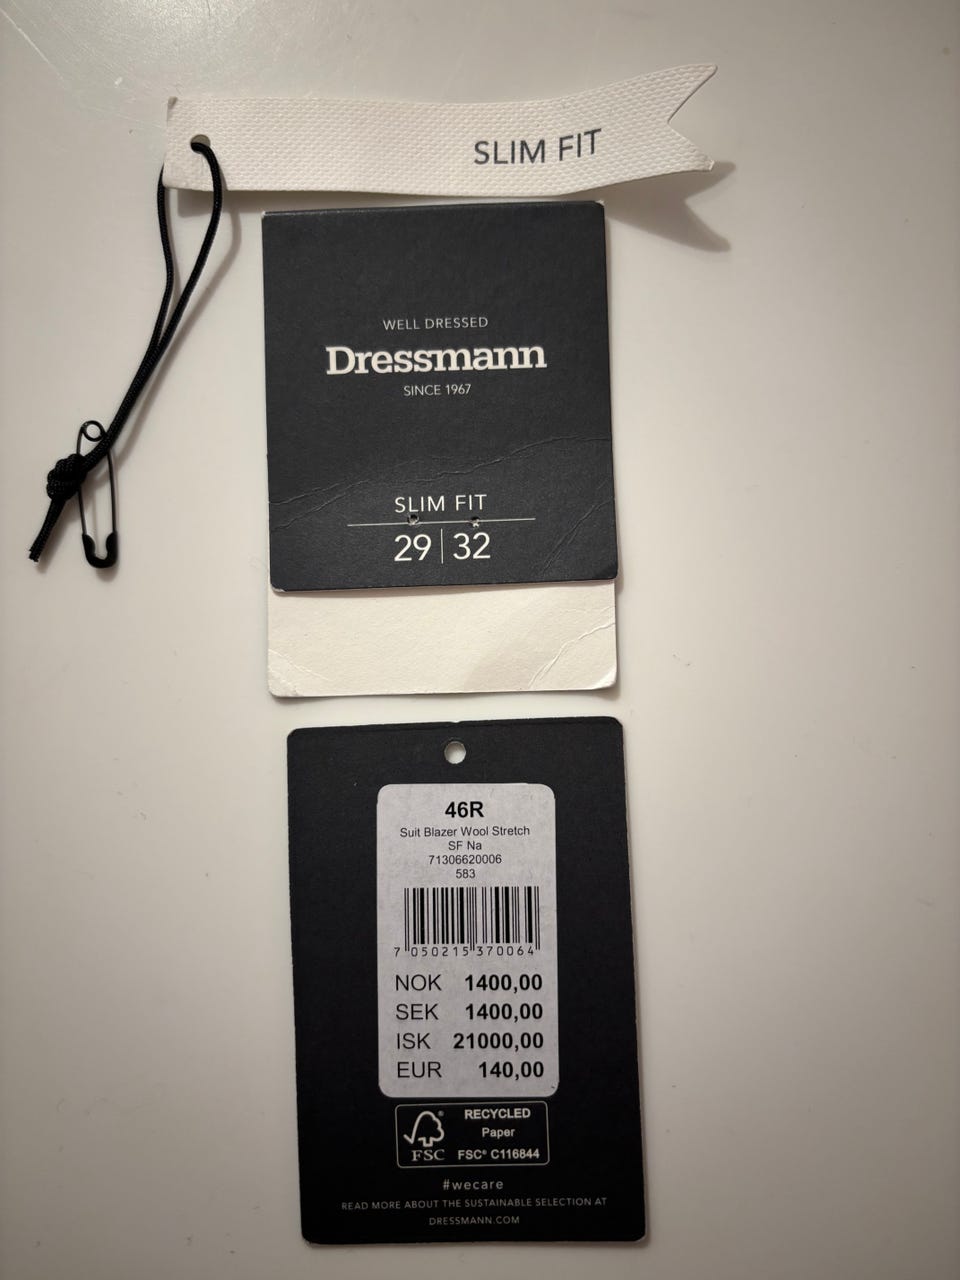 SLIM FIT
WELL DRESSED
Dressmann
SINCE 1967
SLIM FIT
29 | 32
46R
Suit Blazer Wool Stretch
SF Na
71306620006
583
7 050215 370064
NOK 1400,00
SEK 1400,00
ISK 21000,00
EUR 140,00
RECYCLED
Paper
FSC® C116844
®
FSC
#wecare
READ MORE ABOUT THE SUSTAINABLE SELECTION AT
DRESSMANN.COM